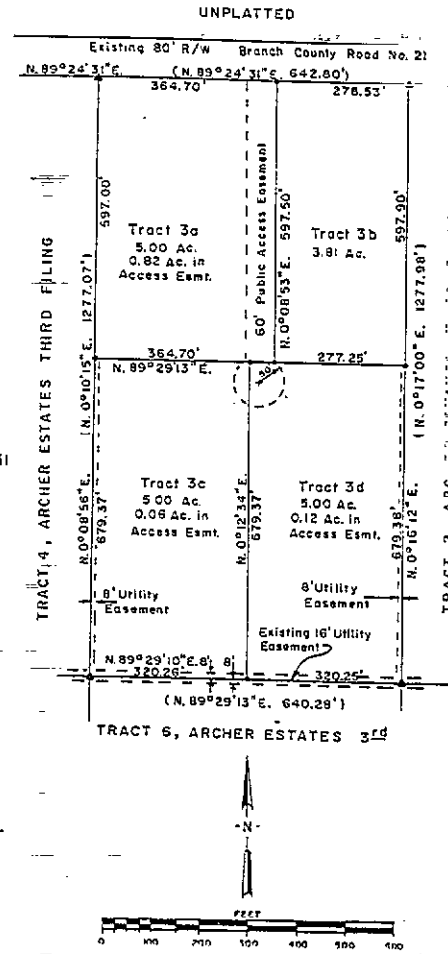 UNPLATTED
Existing 80' R/W Branch County Road No. 21
N. 89°24'31"E. (N. 89°24'31"E. 642.80')
364.70' 278.53'
597.00'
60' Public Access Easement
N. 0°08'53"E. 597.50'
597.90'
Tract 3a
5.00 Ac.
0.82 Ac. in
Access Esmt.
Tract 3b
3.81 Ac.
(N. 0°10'15"E. 1277.07')
(N. 0°17'00"E. 1277.98')
TRACT 4, ARCHER ESTATES THIRD FILING
364.70' 277.25'
N. 89°29'13"E.
50'
Tract 3c
5.00 Ac.
0.06 Ac. in
Access Esmt.
Tract 3d
5.00 Ac.
0.12 Ac. in
Access Esmt.
N. 0°08'56"E.
679.37'
N. 0°12'34"E.
679.37'
679.38'
N. 0°16'12"E.
8' Utility
Easement
8' Utility
Easement
Existing 16' Utility
Easement
N. 89°29'10"E. 8' 8'
320.26' 320.25'
(N. 89°29'13"E. 640.28')
TRACT 6, ARCHER ESTATES 3rd
-N-
FEET
0 100 200 300 400 500 600